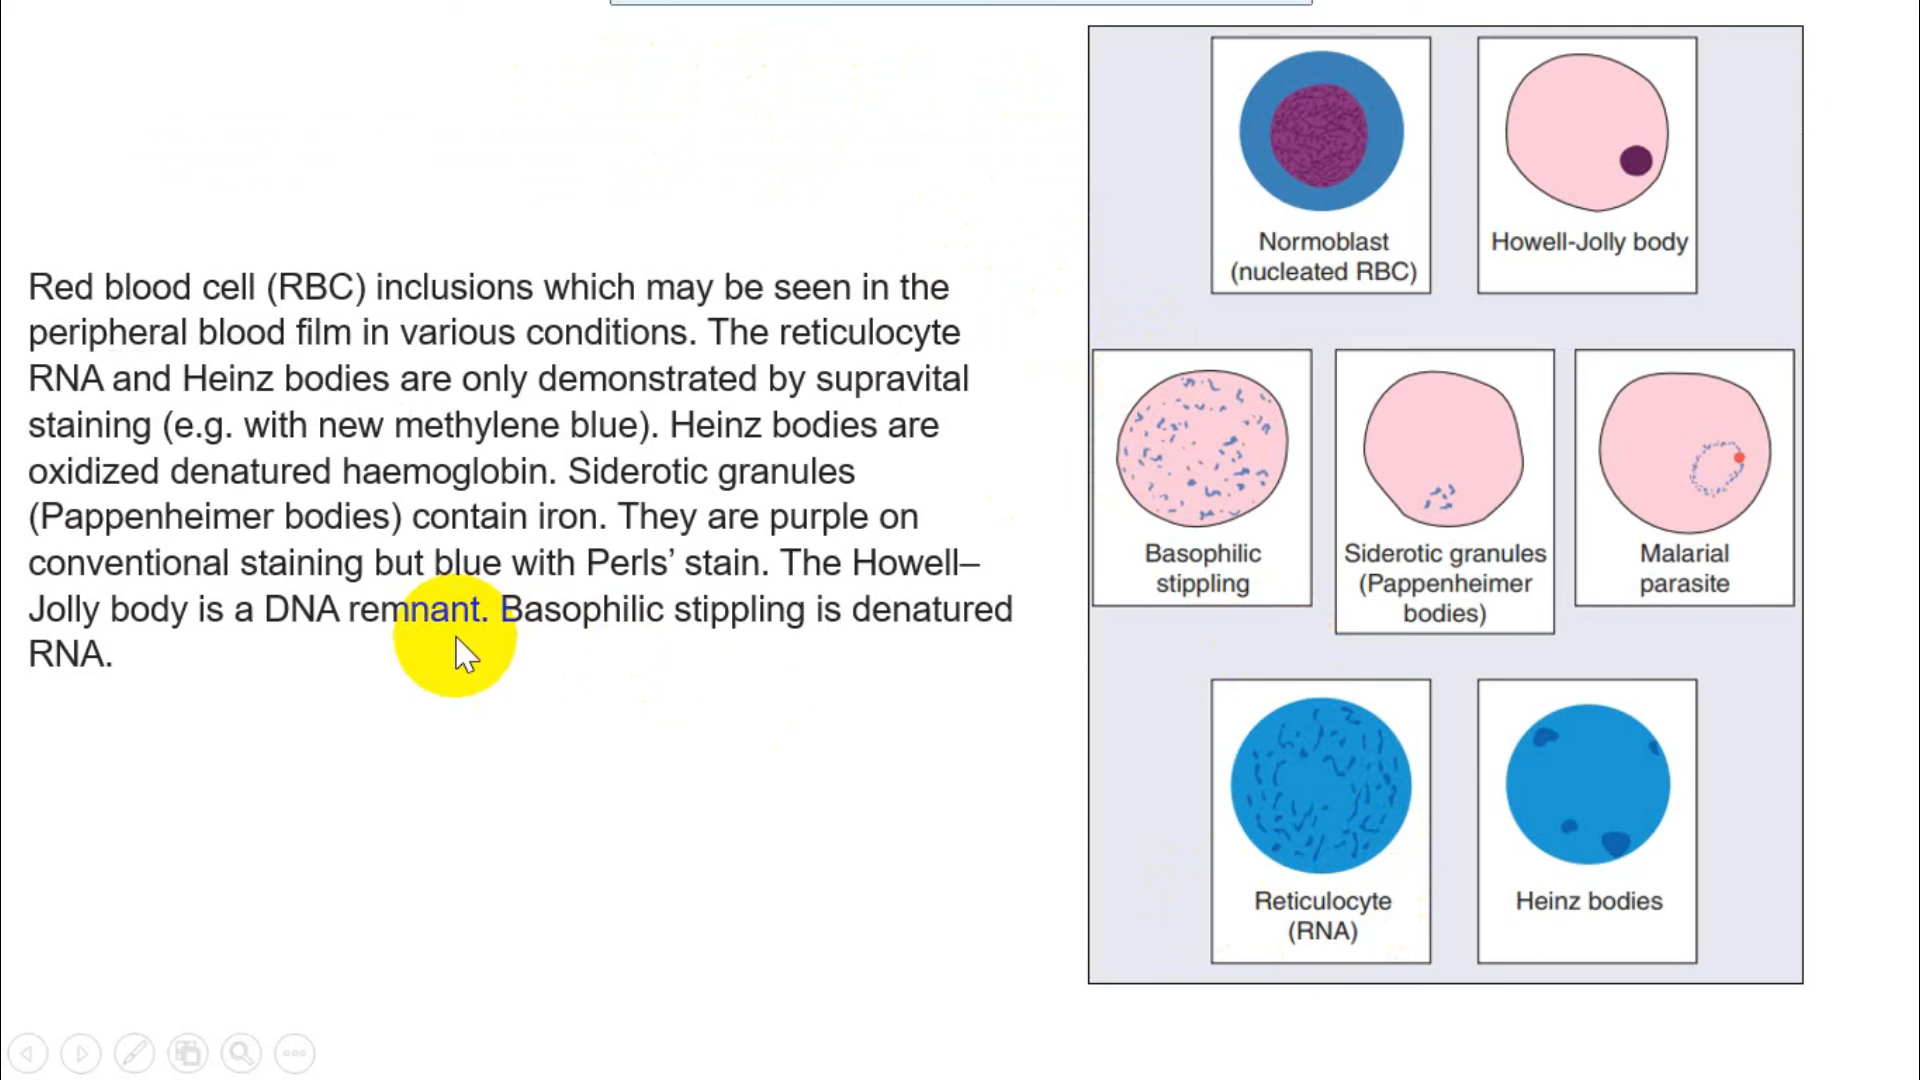 Red blood cell (RBC) inclusions which may be seen in the
peripheral blood film in various conditions. The reticulocyte
RNA and Heinz bodies are only demonstrated by supravital
staining (e.g. with new methylene blue). Heinz bodies are
oxidized denatured haemoglobin. Siderotic granules
(Pappenheimer bodies) contain iron. They are purple on
conventional staining but blue with Perls’ stain. The Howell–
Jolly body is a DNA remnant. Basophilic stippling is denatured
RNA.
Normoblast
(nucleated RBC)
Howell-Jolly body
Basophilic
stippling
Siderotic granules
(Pappenheimer
bodies)
Malarial
parasite
Reticulocyte
(RNA)
Heinz bodies